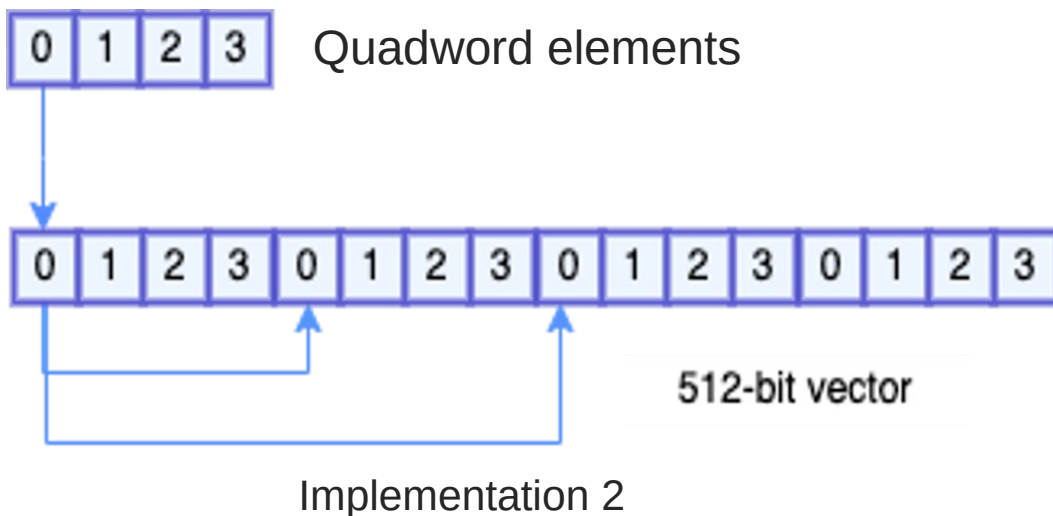 0 1 2 3 Quadword elements
0 1 2 3 0 1 2 3 0 1 2 3 0 1 2 3
512-bit vector
Implementation 2